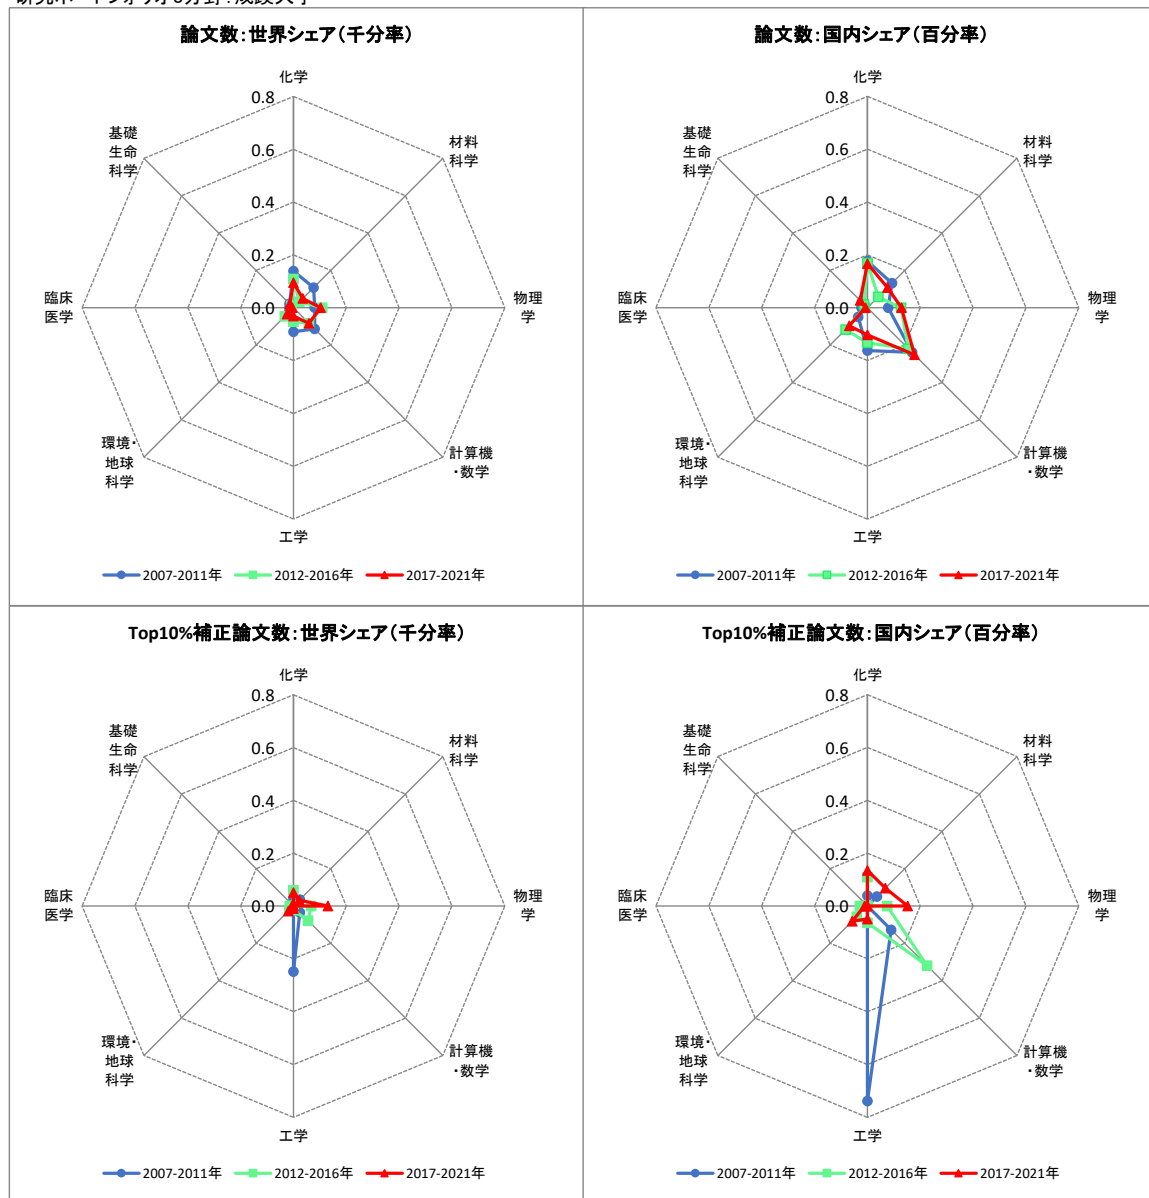 論文数：世界シェア（千分率）
化学
材料
科学
物理
学
計算機
・数学
工学
環境・
地球
科学
臨床
医学
基礎
生命
科学
0.8
0.6
0.4
0.2
0.0
2007-2011年 2012-2016年 2017-2021年
論文数：国内シェア（百分率）
化学
材料
科学
物理
学
計算機
・数学
工学
環境・
地球
科学
臨床
医学
基礎
生命
科学
0.8
0.6
0.4
0.2
0.0
2007-2011年 2012-2016年 2017-2021年
Top10%補正論文数：世界シェア（千分率）
化学
材料
科学
物理
学
計算機
・数学
工学
環境・
地球
科学
臨床
医学
基礎
生命
科学
0.8
0.6
0.4
0.2
0.0
2007-2011年 2012-2016年 2017-2021年
Top10%補正論文数：国内シェア（百分率）
化学
材料
科学
物理
学
計算機
・数学
工学
環境・
地球
科学
臨床
医学
基礎
生命
科学
0.8
0.6
0.4
0.2
0.0
2007-2011年 2012-2016年 2017-2021年